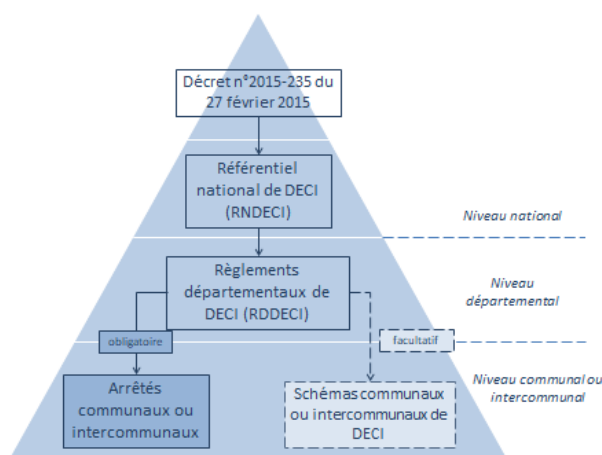 Décret n°2015-235 du
27 février 2015
Référentiel
national de DECI
(RNDECI)
Niveau national
Règlements
départementaux de
DECI (RDDECI)
Niveau
départemental
obligatoire
facultatif
Arrêtés
communaux ou
intercommunaux
Schémas communaux
ou intercommunaux de
DECI
Niveau communal ou
intercommunal